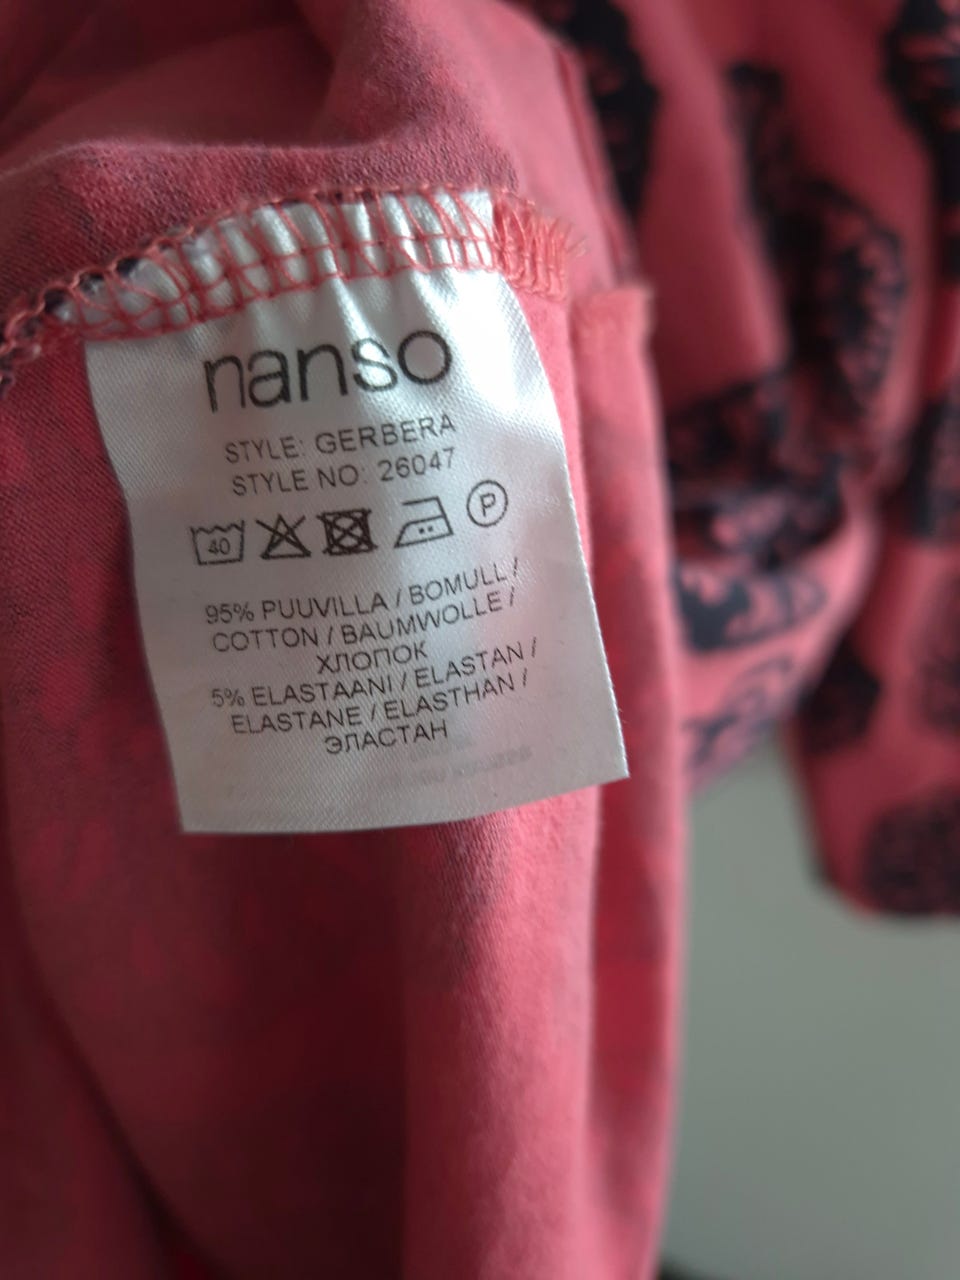 nanso
STYLE: GERBERA
STYLE NO: 26047
40 P
95% PUUVILLA / BOMULL /
COTTON / BAUMWOLLE /
ХЛОПОК
5% ELASTAANI / ELASTAN /
ELASTANE / ELASTHAN /
ЭЛАСТАН